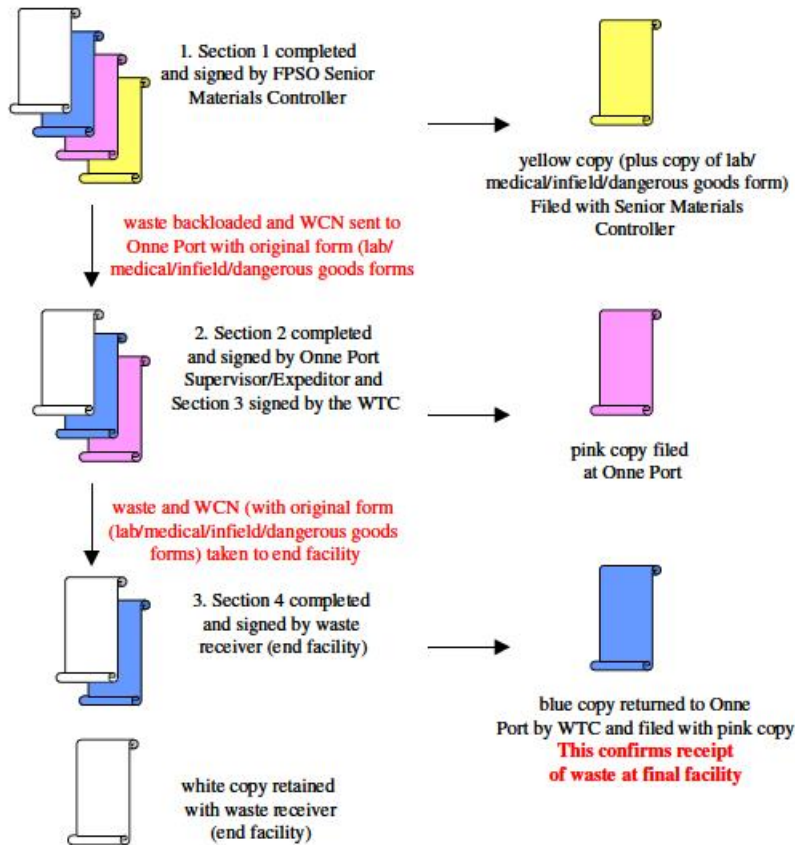 1. Section 1 completed
and signed by FPSO Senior
Materials Controller
yellow copy (plus copy of lab/
medical/infield/dangerous goods form)
Filed with Senior Materials
Controller
waste backloaded and WCN sent to
Onne Port with original form (lab/
medical/infield/dangerous goods forms
2. Section 2 completed
and signed by Onne Port
Supervisor/Expeditor and
Section 3 signed by the WTC
pink copy filed
at Onne Port
waste and WCN (with original form
(lab/medical/infield/dangerous goods
forms) taken to end facility
3. Section 4 completed
and signed by waste
receiver (end facility)
blue copy returned to Onne
Port by WTC and filed with pink copy
This confirms receipt
of waste at final facility
white copy retained
with waste receiver
(end facility)